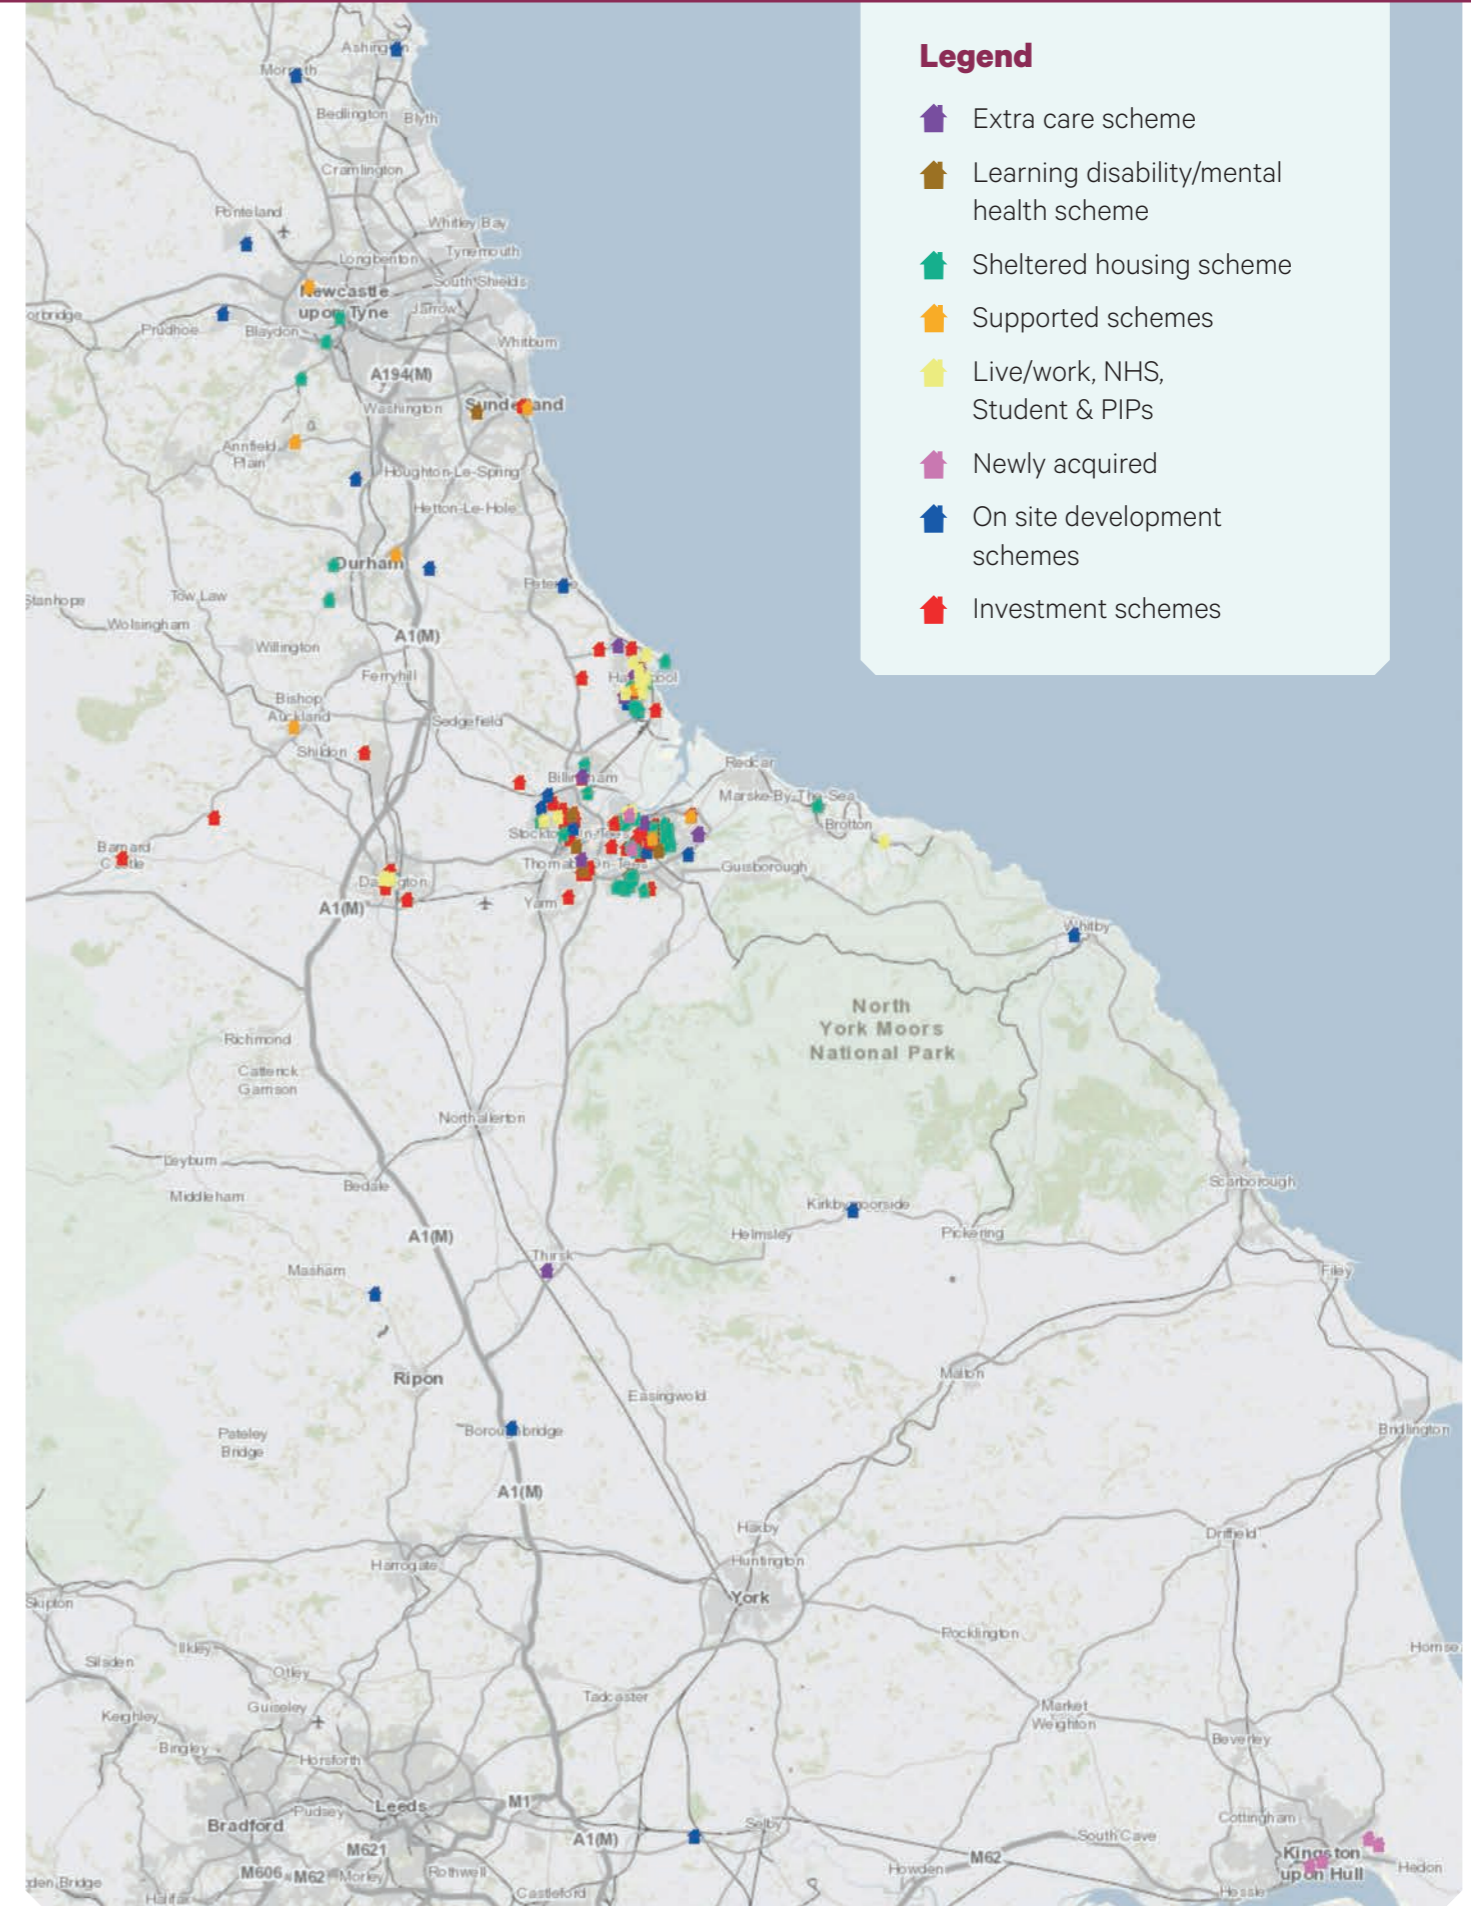 Legend
Extra care scheme
Learning disability/mental
health scheme
Sheltered housing scheme
Supported schemes
Live/work, NHS,
Student & PIPs
Newly acquired
On site development
schemes
Investment schemes
Bedlington
Blyth
Cramlington
Ponteland
Whitley Bay
Longbenton
Tynemouth
South Shields
Newcastle
Jarrow
Prudhoe
Blaydon
Whitburn
A194(M)
Washington
Annfield
Plain
Houghton-Le-Spring
Hetton-Le-Hole
Durham
Stanhope
Tow Law
Wolsingham
A1(M)
Willington
Ferryhill
Bishop
Auckland
Sedgefield
Shildon
Redcar
Marske-By-The-Sea
Brotton
Barnard
Guisborough
A1(M)
Yarm
Whitby
North
York Moors
National Park
Richmond
Catterick
Garrison
Northallerton
Leyburn
Middleham
Bedale
Scarborough
Helmsley
Pickering
A1(M)
Thirsk
Masham
Filey
Ripon
Easingwold
Malton
Pateley
Bridge
Bridlington
A1(M)
Haxby
Huntington
Driffield
Harrogate
York
Skipton
Pocklington
Ilkley
Silsden
Otley
Tadcaster
Guiseley
Keighley
Market
Weighton
Bingley
Horsforth
Beverley
Leeds
M1
Pudsey
Bradford
A1(M)
Selby
Cottingham
South Cave
M621
M62
Kingston
upon Hull
Howden
Hedon
M606
M62
Morley
Rothwell
Castleford
Hessle
Halifax